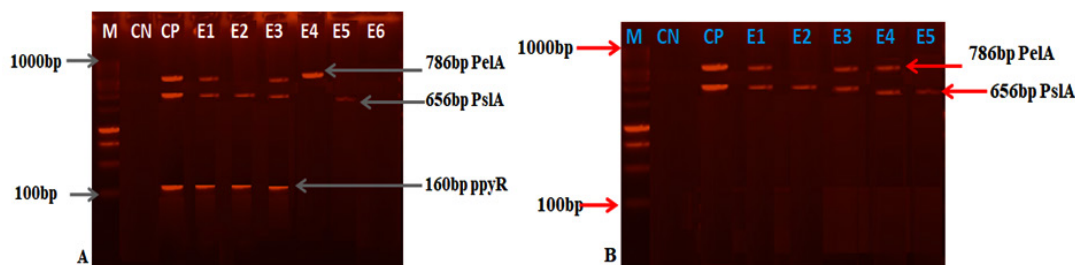 M CN CP E1 E2 E3 E4 E5 E6
1000bp
786bp PelA
656bp PslA
160bp ppyR
100bp
A
M CN CP E1 E2 E3 E4 E5
1000bp
786bp PelA
656bp PslA
100bp
B